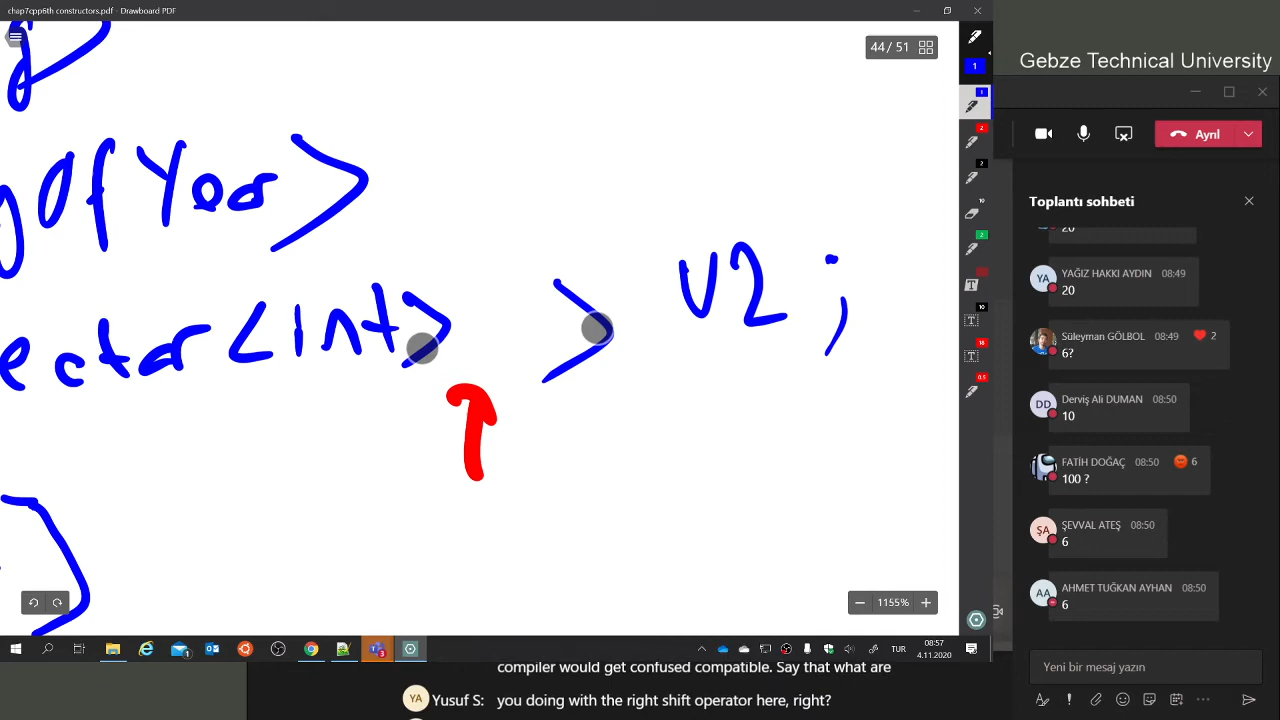 chap7cpp6th constructors.pdf - Drawboard PDF
44 / 51
Gebze Technical University
Ayrıl
Toplantı sohbeti
20
YAĞIZ HAKKI AYDIN 08:49
20
Süleyman GÖLBOL 08:49 2
6?
DD Derviş Ali DUMAN 08:50
10
FATİH DOĞAÇ 08:50 6
100 ?
ŞA ŞEVVAL ATEŞ 08:50
6
AA AHMET TUĞKAN AYHAN 08:50
6
Yeni bir mesaj yazın
Of Year>
ector<int> > V2 ;
1155%
TUR
08:57
4.11.2020
compiler would get confused compatible. Say that what are
YA Yusuf S: you doing with the right shift operator here, right?